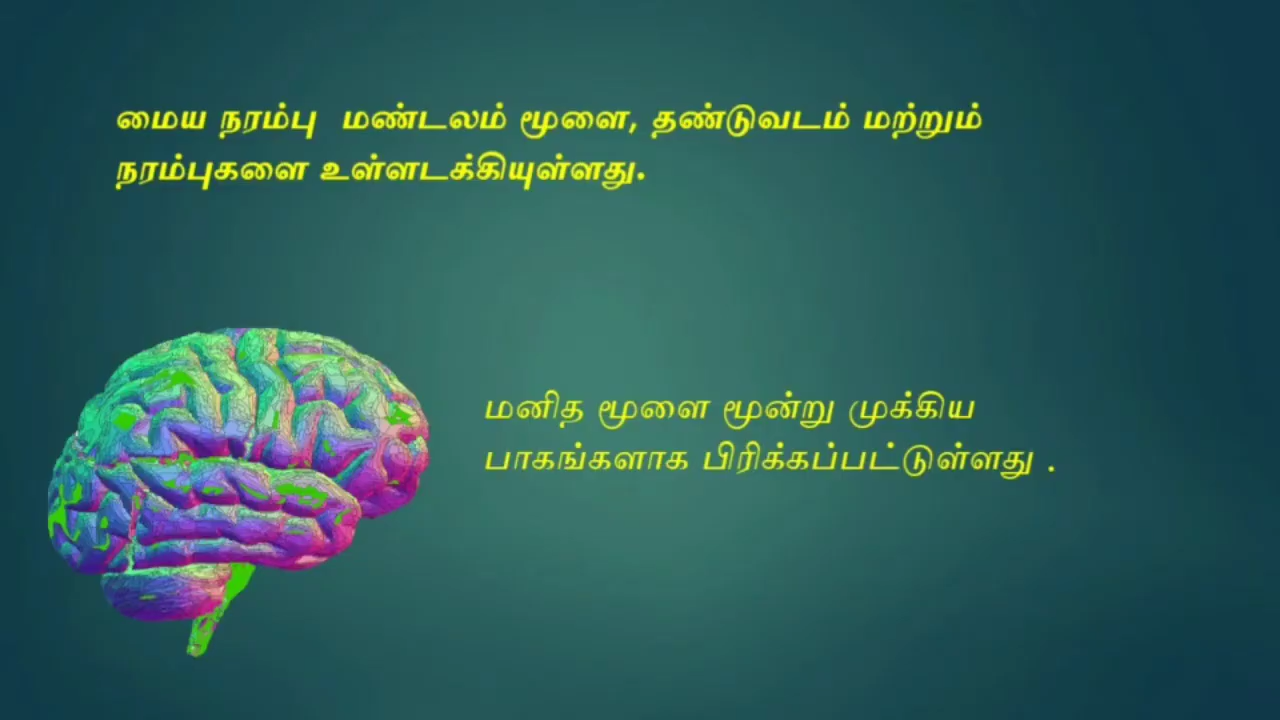 மைய நரம்பு மண்டலம் மூளை, தண்டுவடம் மற்றும்
நரம்புகளை உள்ளடக்கியுள்ளது.
மனித மூளை மூன்று முக்கிய
பாகங்களாக பிரிக்கப்பட்டுள்ளது .